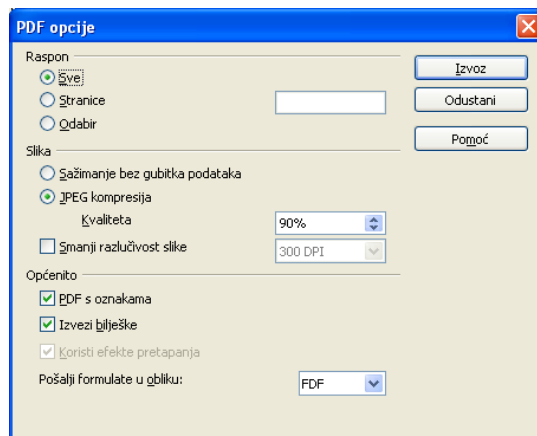 PDF opcije
Raspon
Sve
Stranice
Odabir
Izvoz
Odustani
Pomoć
Slika
Sažimanje bez gubitka podataka
JPEG kompresija
Kvaliteta 90%
Smanji razlučivost slike 300 DPI
Općenito
PDF s oznakama
Izvezi bilješke
Koristi efekte pretapanja
Pošalji formulate u obliku: FDF